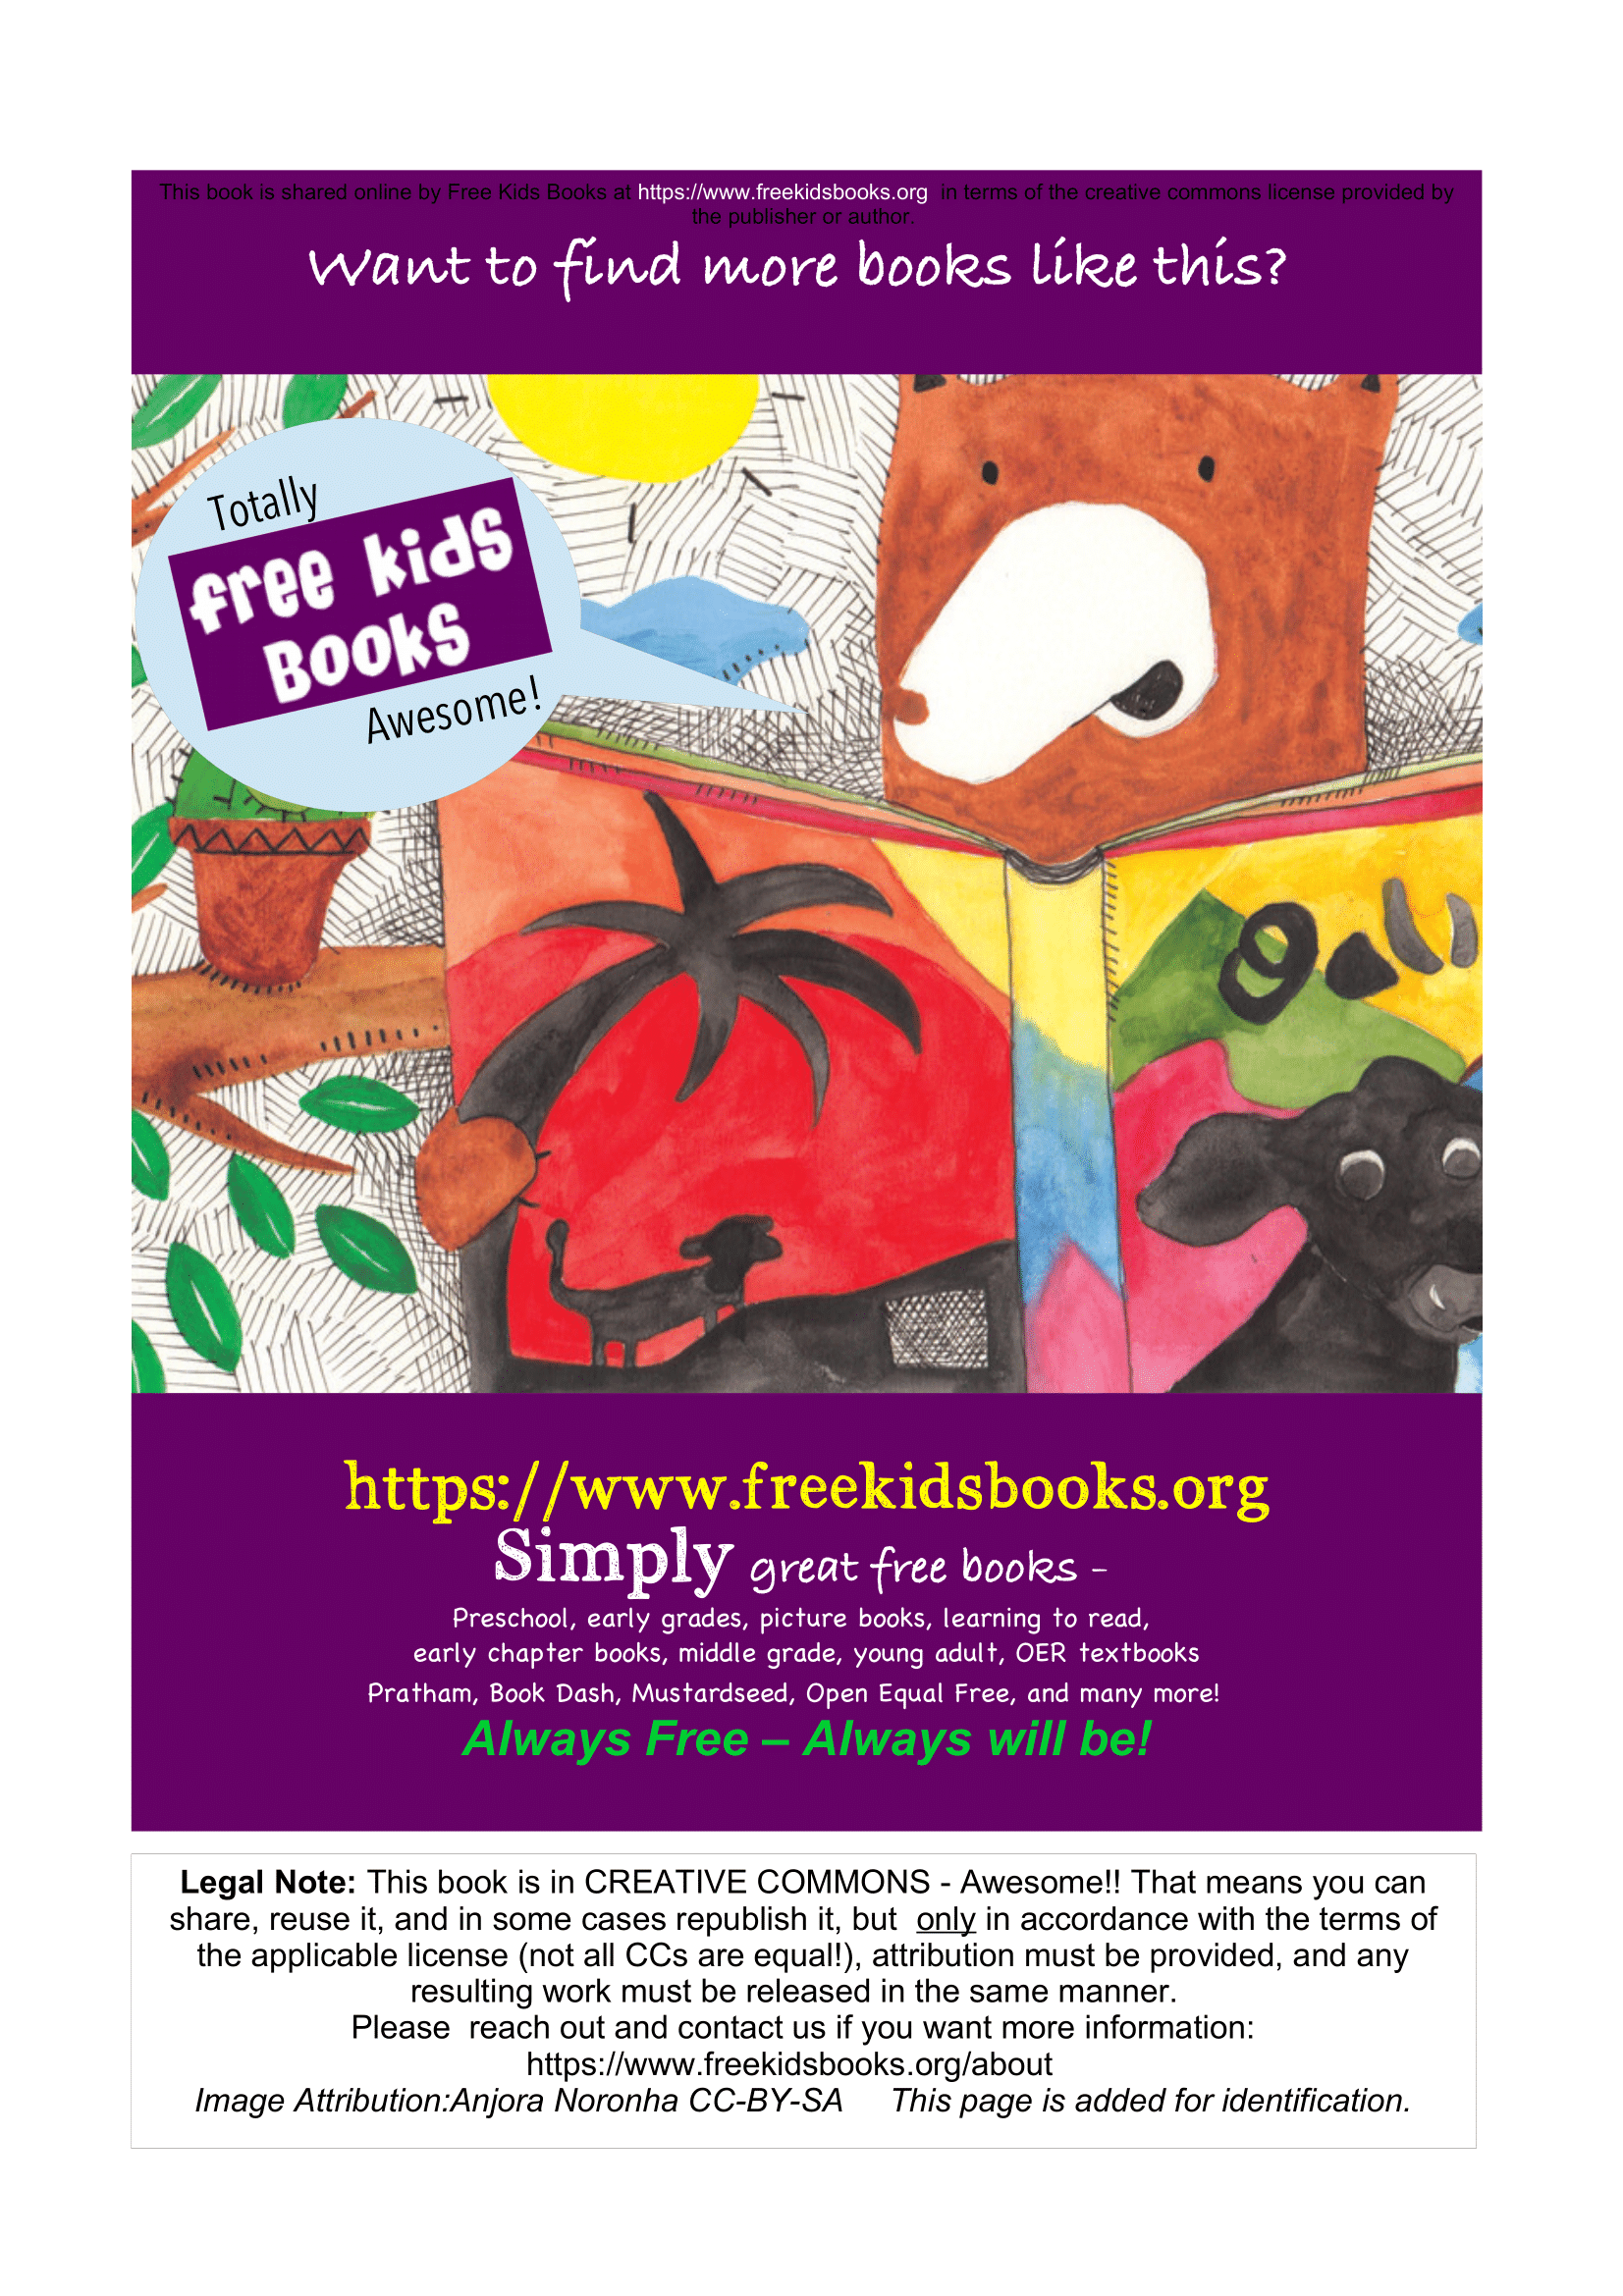 This book is shared online by Free Kids Books at https://www.freekidsbooks.org in terms of the creative commons license provided by
the publisher or author.
Want to find more books like this?
Totally
free kids
Books
Awesome!
https://www.freekidsbooks.org
Simply great free books -
Preschool, early grades, picture books, learning to read,
early chapter books, middle grade, young adult, OER textbooks
Pratham, Book Dash, Mustardseed, Open Equal Free, and many more!
Always Free – Always will be!
Legal Note: This book is in CREATIVE COMMONS - Awesome!! That means you can
share, reuse it, and in some cases republish it, but only in accordance with the terms of
the applicable license (not all CCs are equal!), attribution must be provided, and any
resulting work must be released in the same manner.
Please reach out and contact us if you want more information:
https://www.freekidsbooks.org/about
Image Attribution:Anjora Noronha CC-BY-SA This page is added for identification.